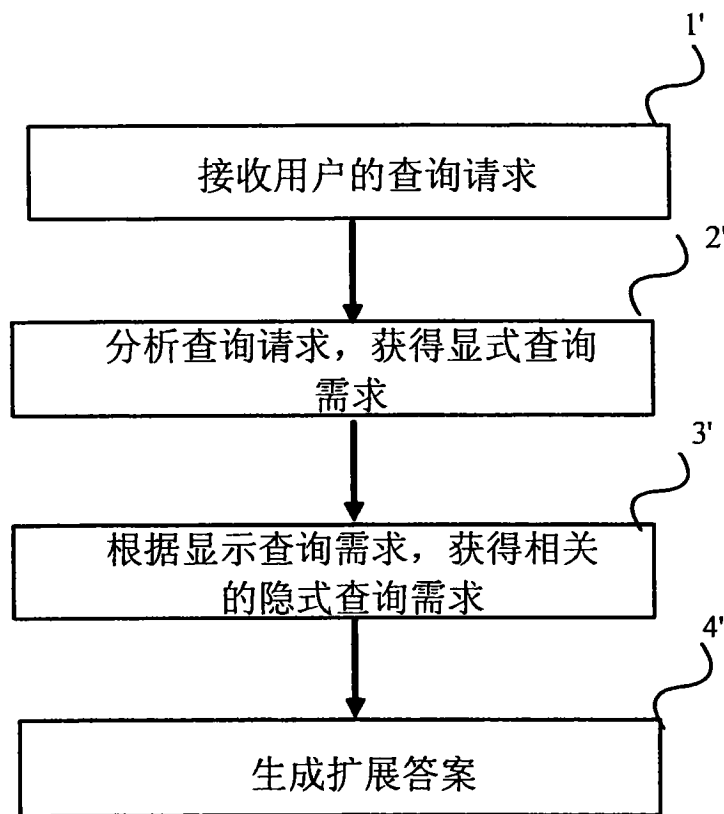 1'
接收用户的查询请求
2'
分析查询请求，获得显式查询
需求
3'
根据显示查询需求，获得相关
的隐式查询需求
4'
生成扩展答案